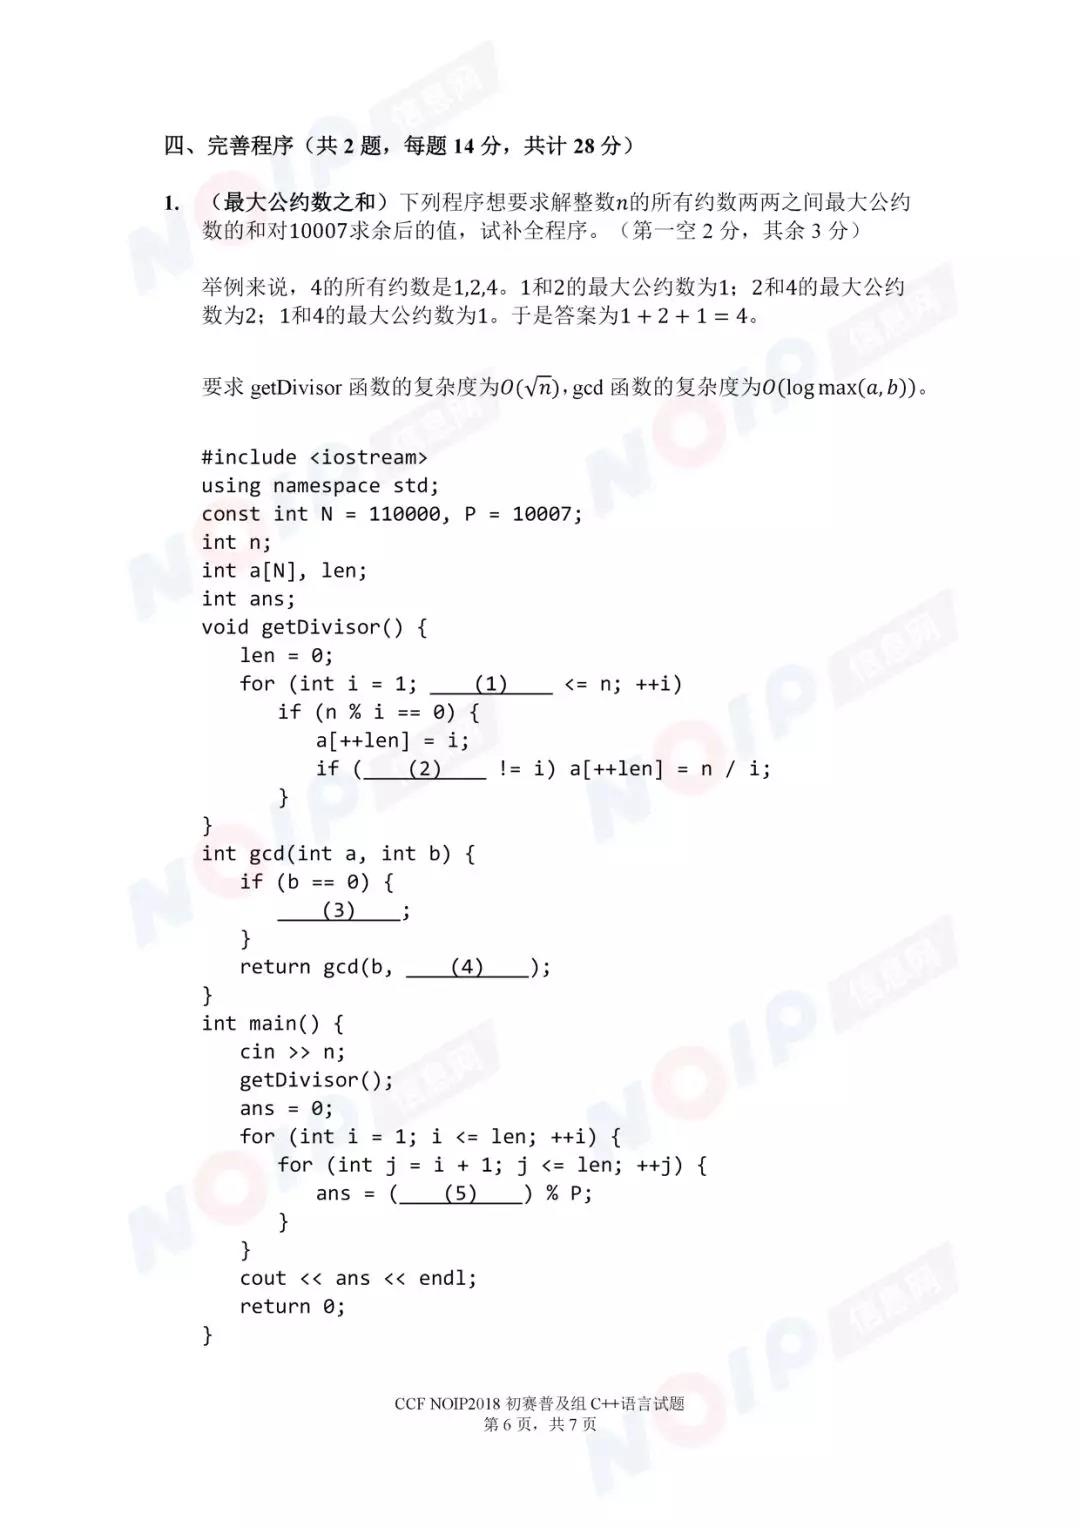 四、完善程序（共 2 题，每题 14 分，共计 28 分）
1. （最大公约数之和）下列程序想要求解整数n的所有约数两两之间最大公约
数的和对10007求余后的值，试补全程序。（第一空 2 分，其余 3 分）
举例来说，4的所有约数是1,2,4。1和2的最大公约数为1；2和4的最大公约
数为2；1和4的最大公约数为1。于是答案为1 + 2 + 1 = 4。
要求 getDivisor 函数的复杂度为O(√n)，gcd 函数的复杂度为O(log max(a, b))。
#include <iostream>
using namespace std;
const int N = 110000, P = 10007;
int n;
int a[N], len;
int ans;
void getDivisor() {
len = 0;
for (int i = 1; ____(1)____ <= n; ++i)
if (n % i == 0) {
a[++len] = i;
if (____(2)____ != i) a[++len] = n / i;
}
}
int gcd(int a, int b) {
if (b == 0) {
____(3)____;
}
return gcd(b, ____(4)____);
}
int main() {
cin >> n;
getDivisor();
ans = 0;
for (int i = 1; i <= len; ++i) {
for (int j = i + 1; j <= len; ++j) {
ans = (____(5)____) % P;
}
}
cout << ans << endl;
return 0;
}
CCF NOIP2018 初赛普及组 C++语言试题
第 6 页，共 7 页
NOIP 信息网